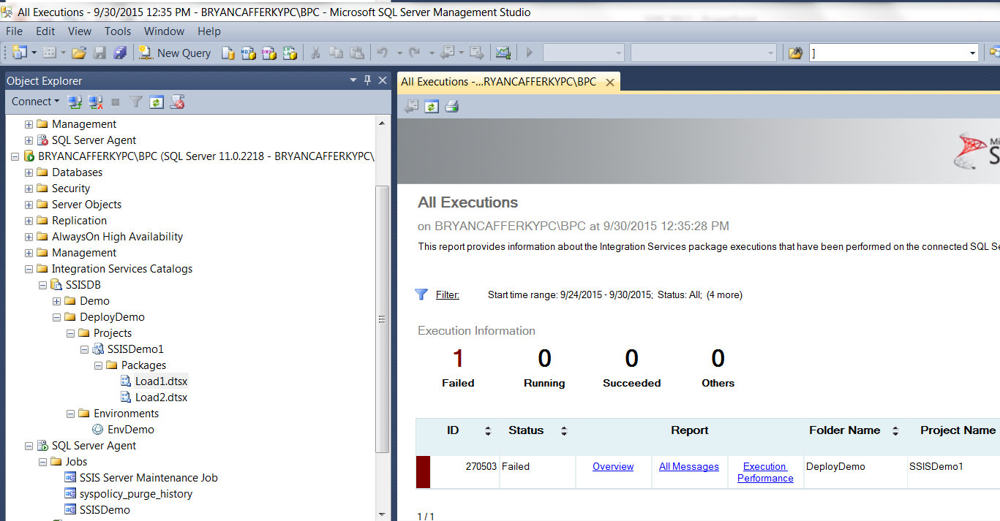 All Executions - 9/30/2015 12:35 PM - BRYANCAFFERKYPC\BPC - Microsoft SQL Server Management Studio
File Edit View Tools Window Help
New Query
]
Object Explorer
Connect
Management
SQL Server Agent
BRYANCAFFERKYPC\BPC (SQL Server 11.0.2218 - BRYANCAFFERKYPC\
Databases
Security
Server Objects
Replication
AlwaysOn High Availability
Management
Integration Services Catalogs
SSISDB
Demo
DeployDemo
Projects
SSISDemo1
Packages
Load1.dtsx
Load2.dtsx
Environments
EnvDemo
SQL Server Agent
Jobs
SSIS Server Maintenance Job
syspolicy_purge_history
SSISDemo
All Executions -...RYANCAFFERKYPC\BPC
All Executions
on BRYANCAFFERKYPC\BPC at 9/30/2015 12:35:28 PM
This report provides information about the Integration Services package executions that have been performed on the connected SQL Se
Filter: Start time range: 9/24/2015 - 9/30/2015; Status: All; (4 more)
Execution Information
1 0 0 0
Failed Running Succeeded Others
ID Status Report Folder Name Project Name
270503 Failed Overview All Messages Execution Performance DeployDemo SSISDemo1
1 / 1